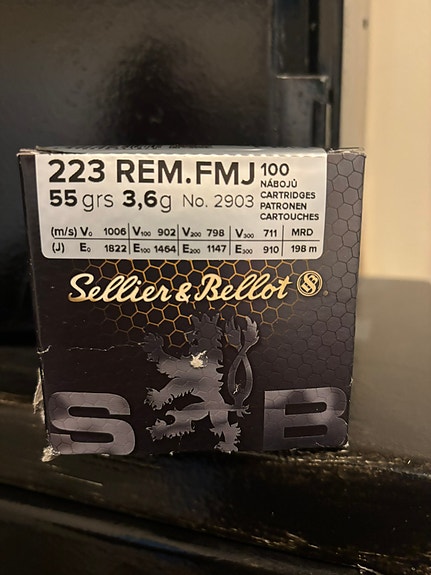 223 REM.FMJ 100
NÁBOJŮ
55 grs 3,6g No. 2903 CARTRIDGES
PATRONEN
CARTOUCHES
(m/s) V₀ 1006 V₁₀₀ 902 V₂₀₀ 798 V₃₀₀ 711 MRD
(J) E₀ 1822 E₁₀₀ 1464 E₂₀₀ 1147 E₃₀₀ 910 198 m
Sellier & Bellot SB ®
S B